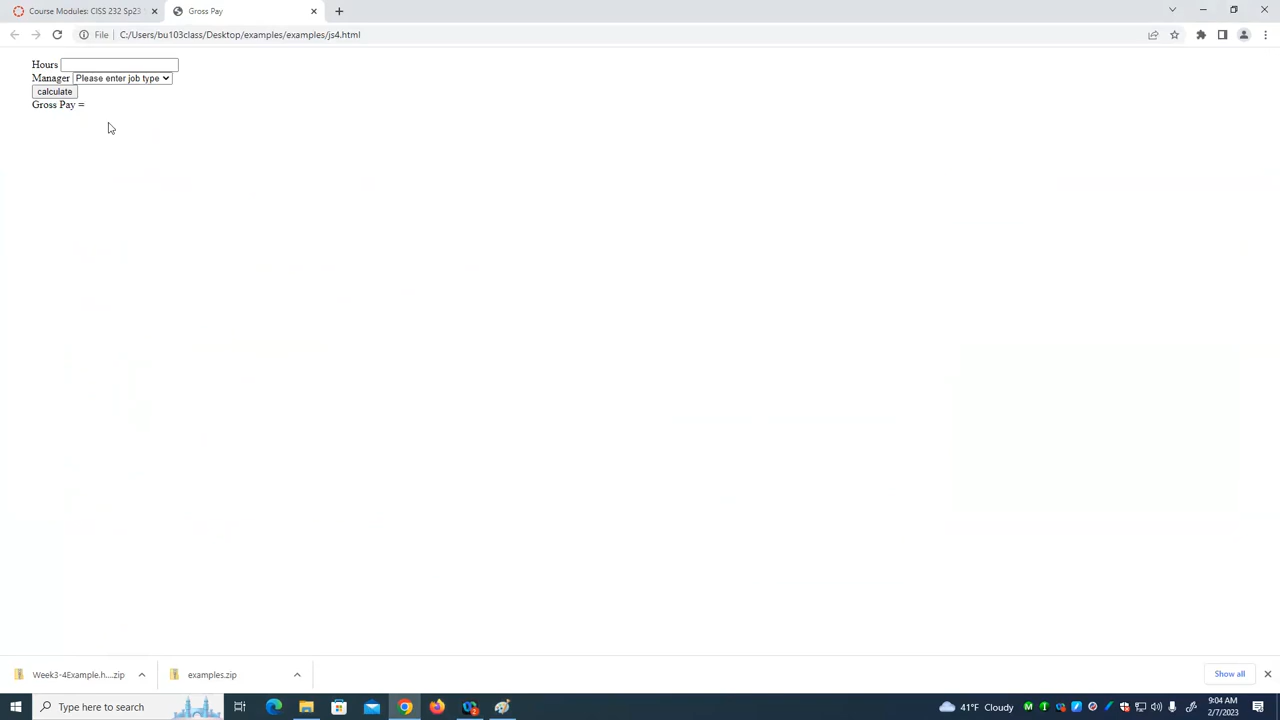 Course Modules: CISS 232 Sp23
Gross Pay
File
C:/Users/bu103class/Desktop/examples/examples/js4.html
Hours
Manager Please enter job type
calculate
Gross Pay =
Week3-4Example.h....zip
examples.zip
Show all
Type here to search
41°F Cloudy
9:04 AM
2/7/2023